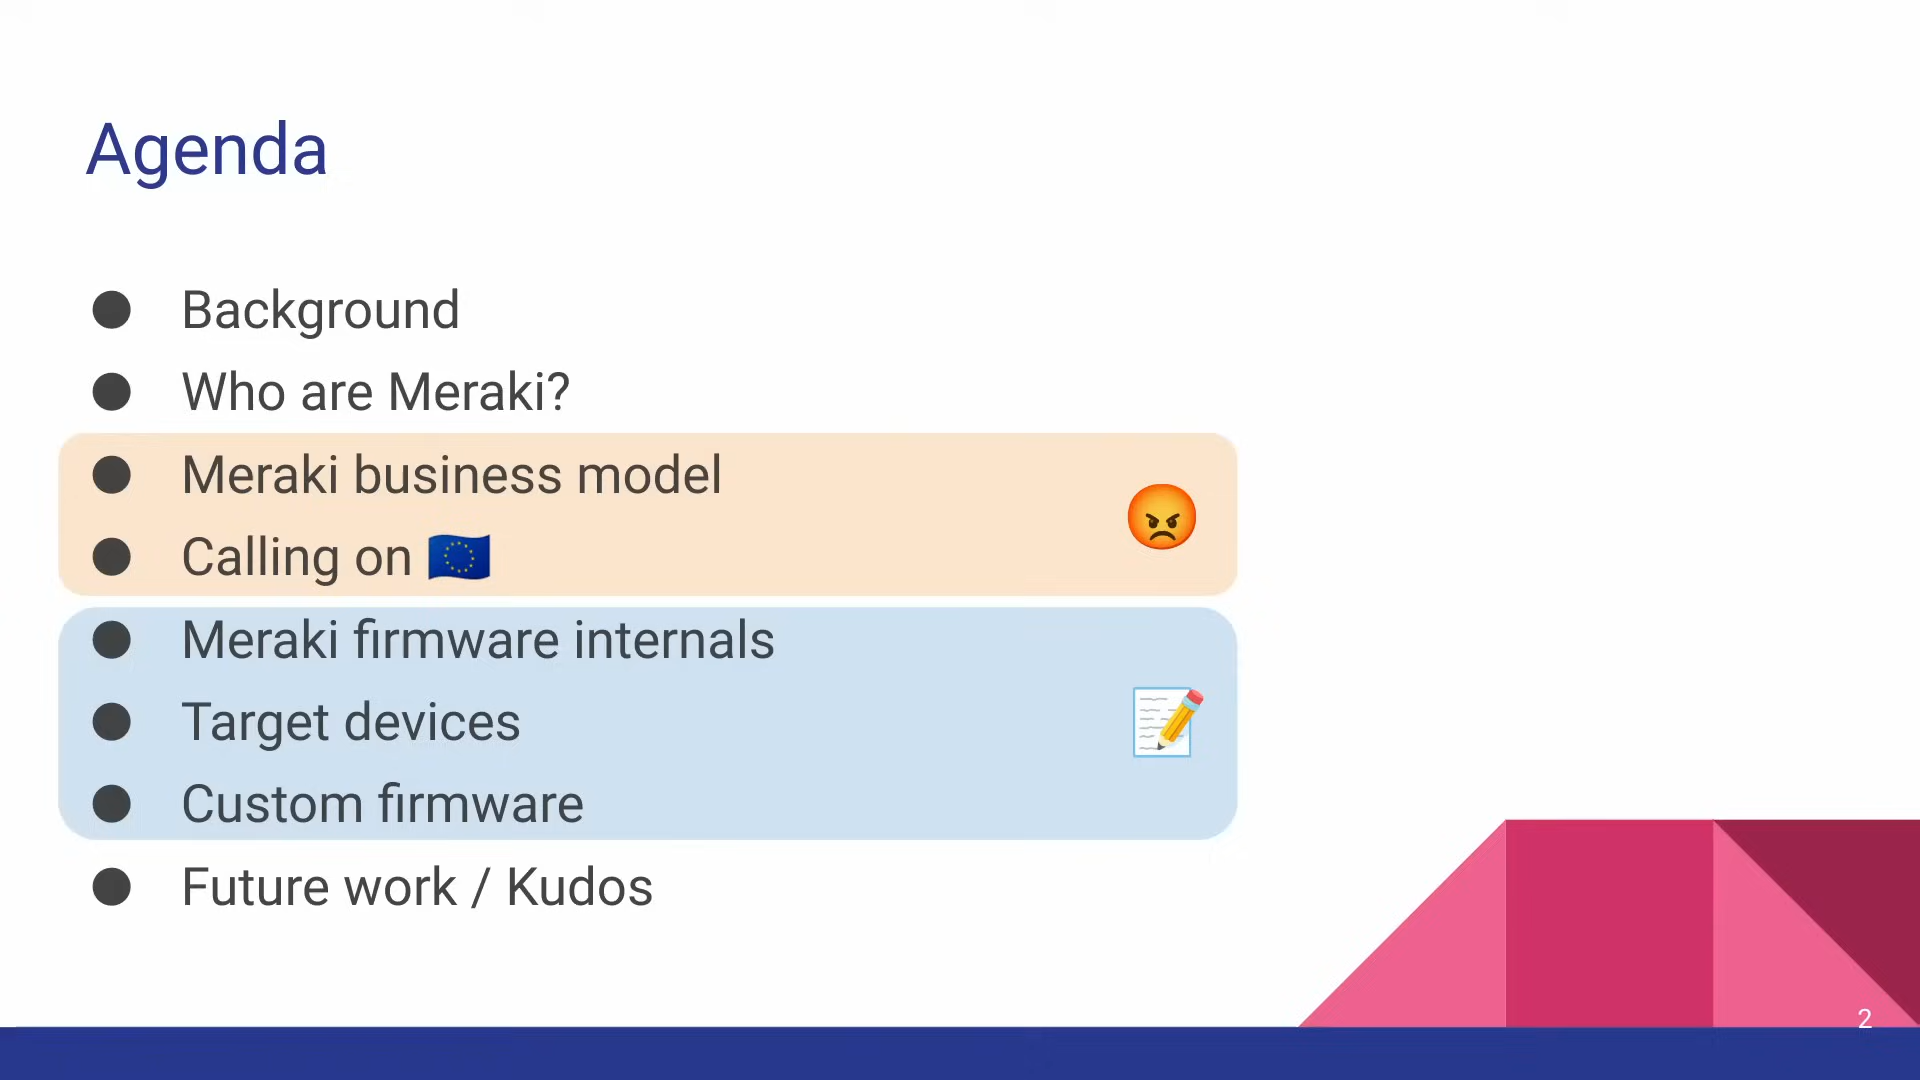 Agenda
● Background
● Who are Meraki?
● Meraki business model
● Calling on 🇪🇺
● Meraki firmware internals
● Target devices
● Custom firmware
● Future work / Kudos
2